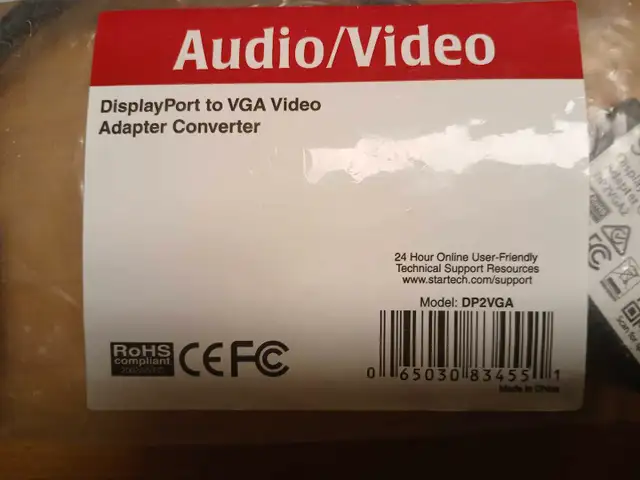 Audio/Video
DisplayPort to VGA Video
Adapter Converter
24 Hour Online User-Friendly
Technical Support Resources
www.startech.com/support
Model: DP2VGA
RoHS
compliant
CE FC
0 65030 83455 1
Made in China